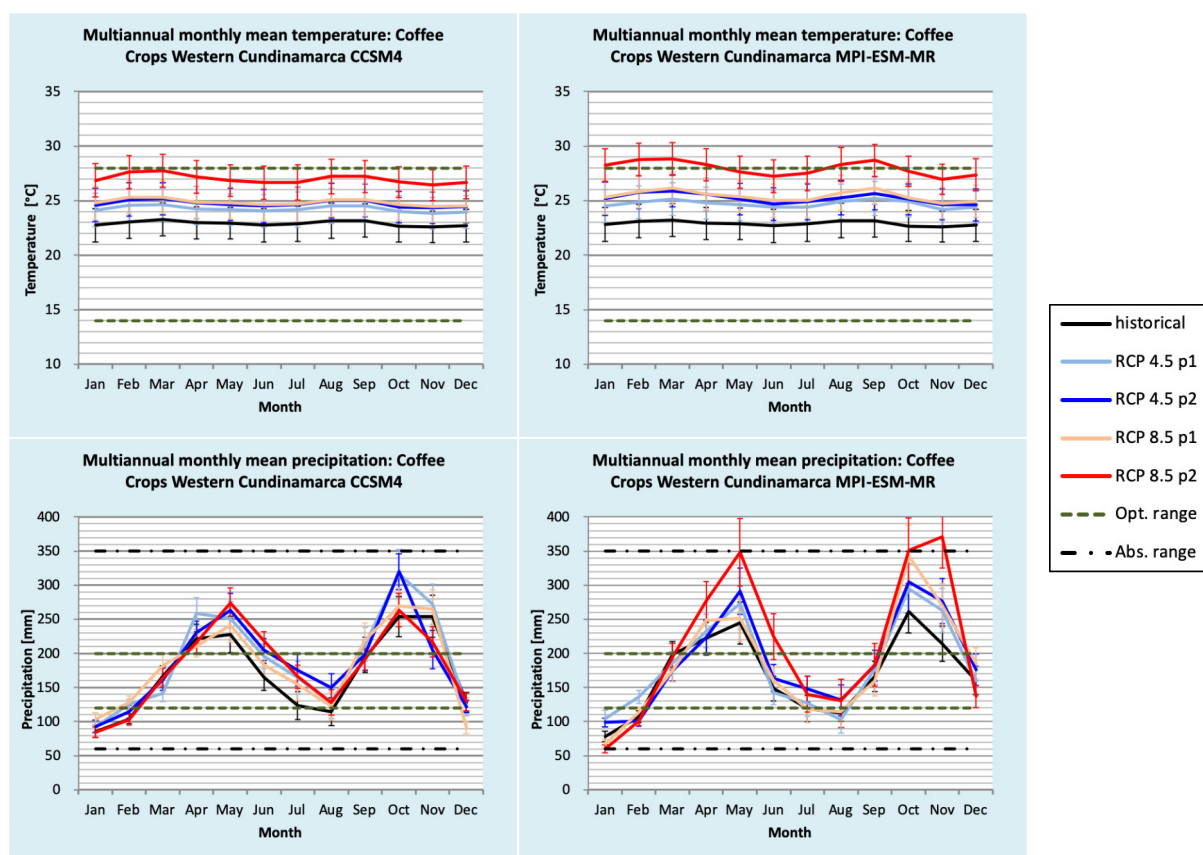 Multiannual monthly mean temperature: Coffee
Crops Western Cundinamarca CCSM4
35
30
25
20
15
10
Temperature [°C]
Jan Feb Mar Apr May Jun Jul Aug Sep Oct Nov Dec
Month
Multiannual monthly mean temperature: Coffee
Crops Western Cundinamarca MPI-ESM-MR
35
30
25
20
15
10
Temperature [°C]
Jan Feb Mar Apr May Jun Jul Aug Sep Oct Nov Dec
Month
Multiannual monthly mean precipitation: Coffee
Crops Western Cundinamarca CCSM4
400
350
300
250
200
150
100
50
0
Precipitation [mm]
Jan Feb Mar Apr May Jun Jul Aug Sep Oct Nov Dec
Month
Multiannual monthly mean precipitation: Coffee
Crops Western Cundinamarca MPI-ESM-MR
400
350
300
250
200
150
100
50
0
Precipitation [mm]
Jan Feb Mar Apr May Jun Jul Aug Sep Oct Nov Dec
Month
historical
RCP 4.5 p1
RCP 4.5 p2
RCP 8.5 p1
RCP 8.5 p2
Opt. range
Abs. range